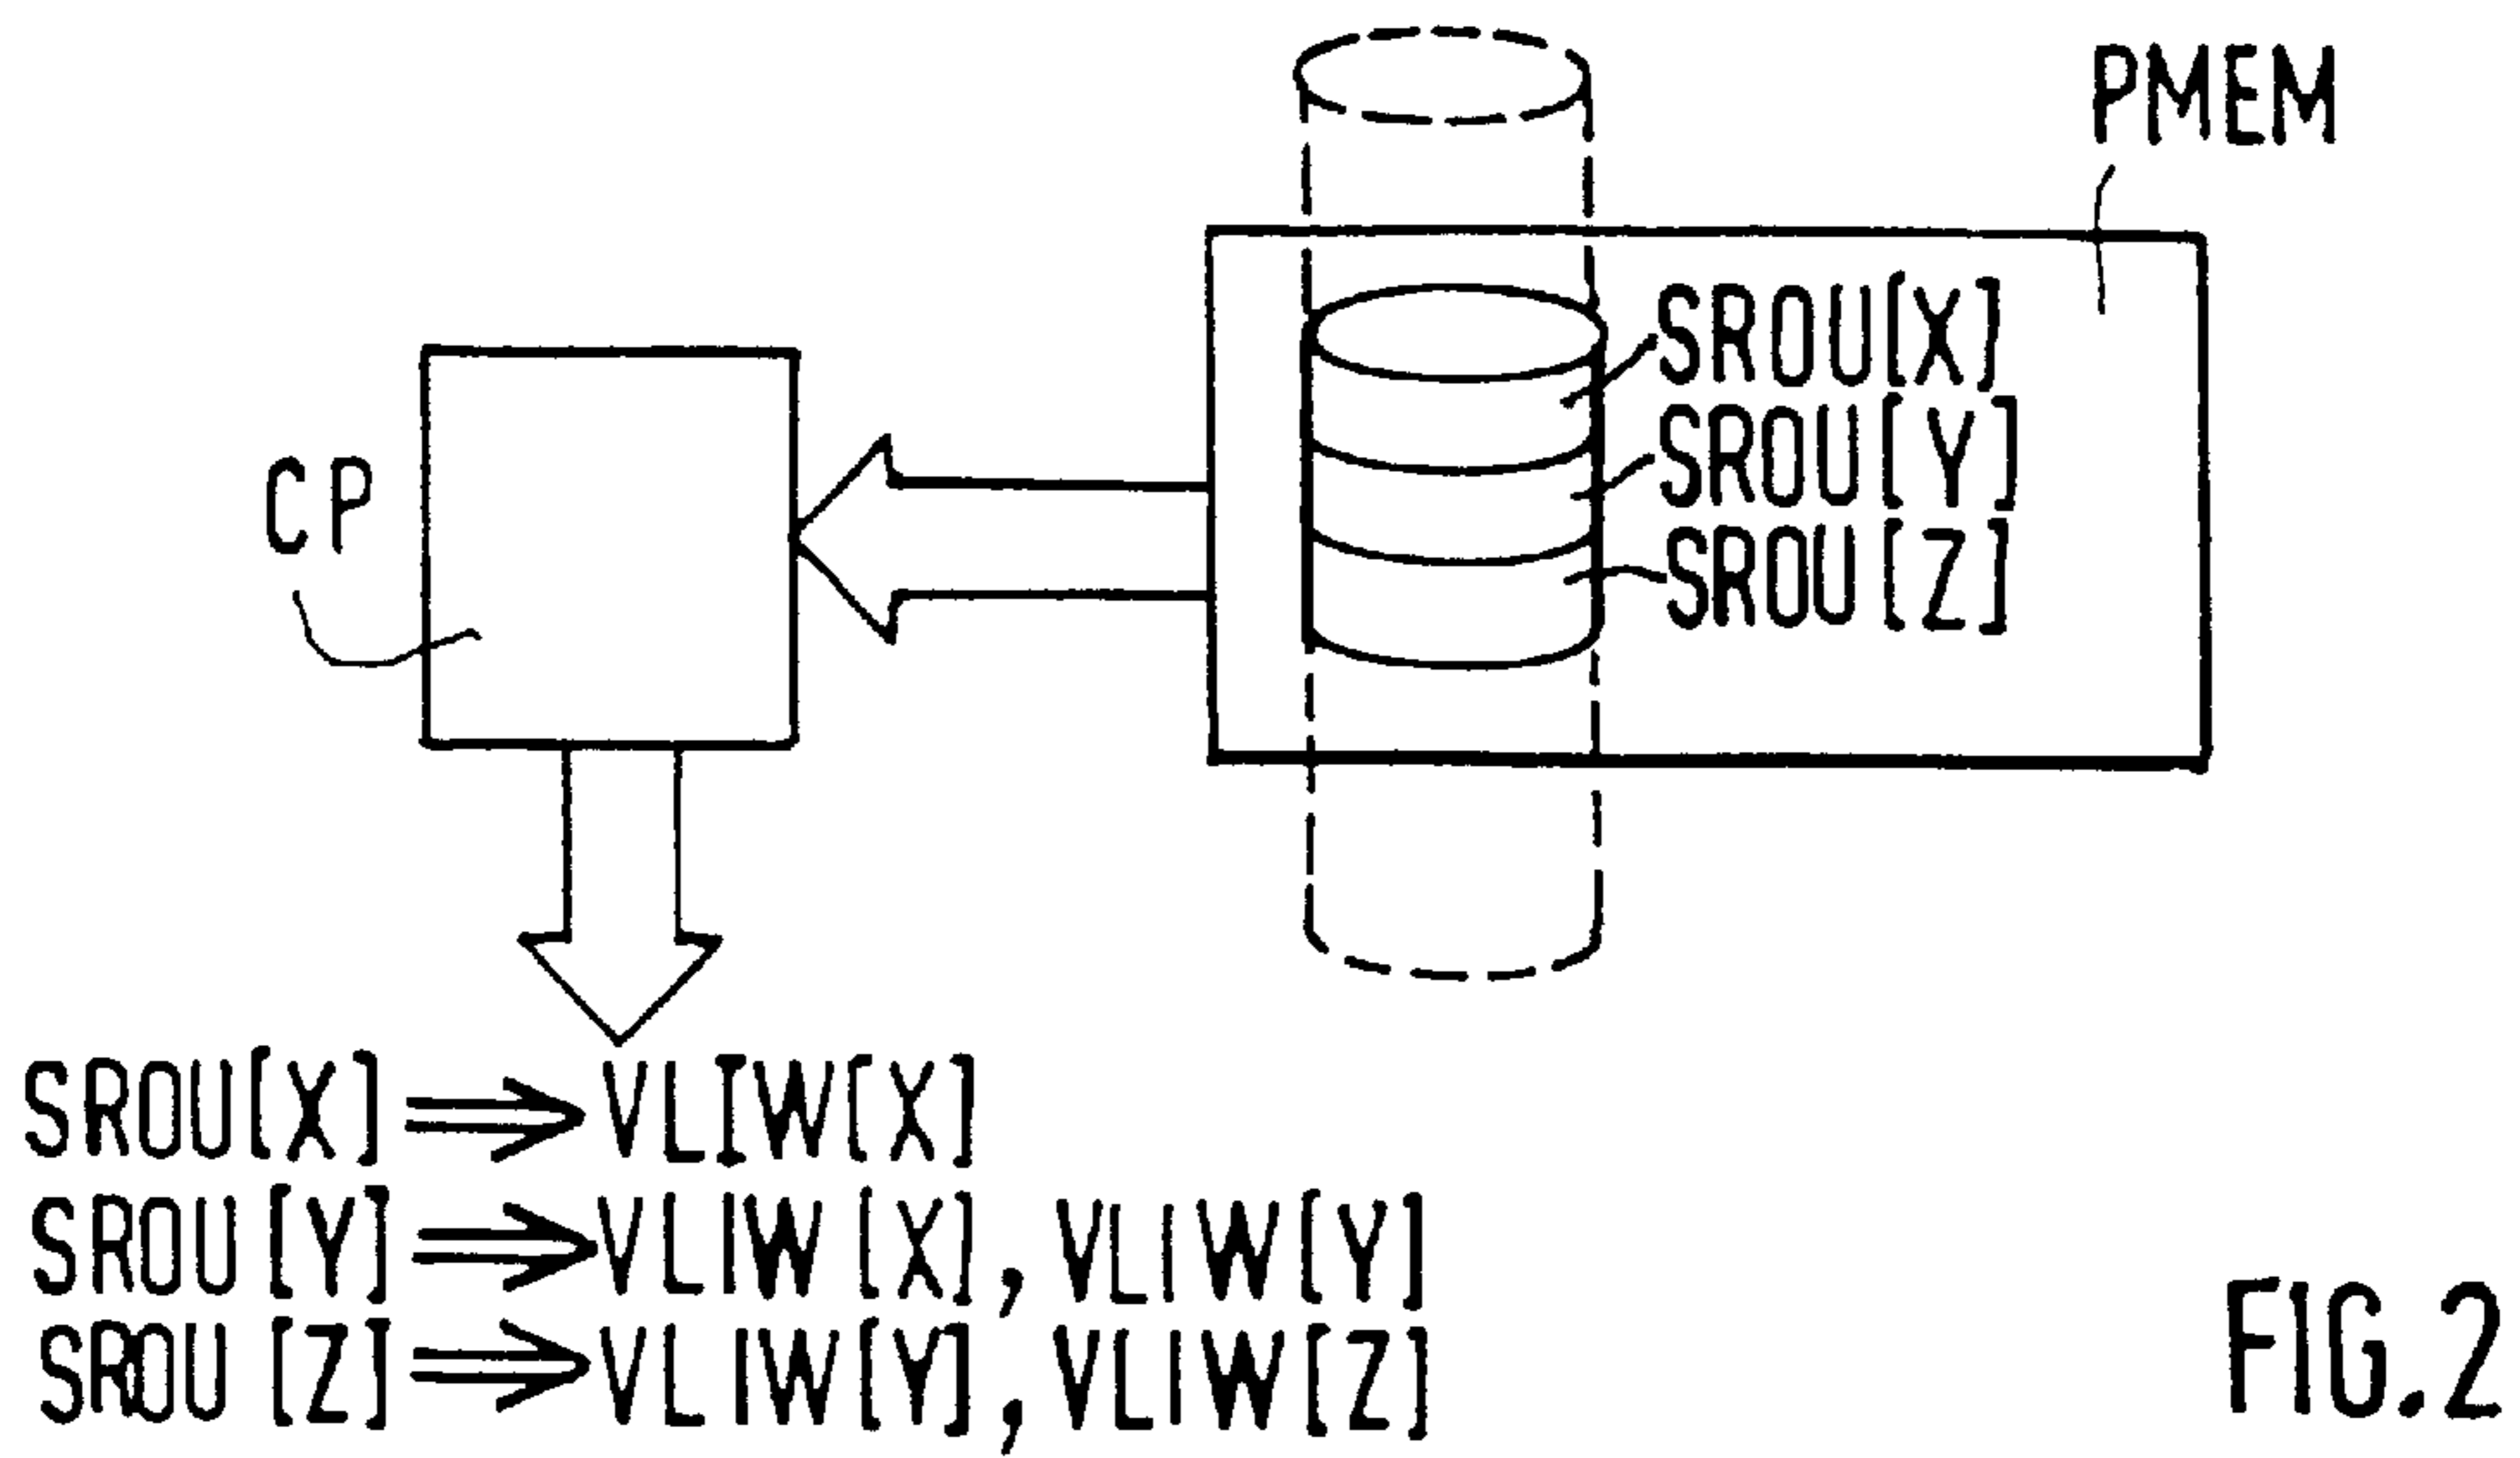 PMEM
SROU[X]
SROU[Y]
SROU[Z]
CP
SROU[X] ⇒ VLIW[X]
SROU[Y] ⇒ VLIW[X], VLIW[Y]
SROU[Z] ⇒ VLIW[Y], VLIW[Z]
FIG.2